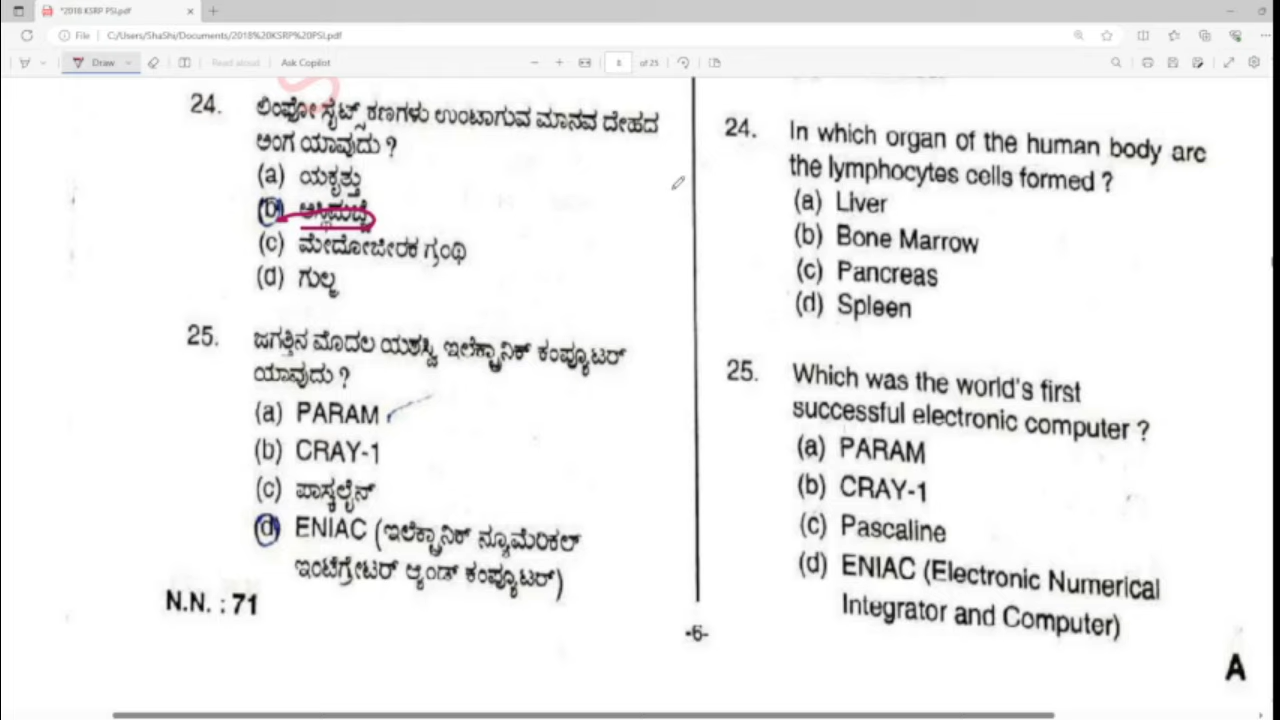 *2018 KSRP PSI.pdf
File
C:/Users/ShaShi/Documents/2018%20KSRP%20PSI.pdf
Draw
Read aloud
Ask Copilot
8
of 25
24. ಲಿಂಫೋಸೈಟ್ಸ್ ಕಣಗಳು ಉಂಟಾಗುವ ಮಾನವ ದೇಹದ
ಅಂಗ ಯಾವುದು ?
(a) ಯಕೃತ್ತು
(b) ಅಸ್ಥಿಮಜ್ಜೆ
(c) ಮೇದೋಜೀರಕ ಗ್ರಂಥಿ
(d) ಗುಲ್ಮ
25. ಜಗತ್ತಿನ ಮೊದಲ ಯಶಸ್ವಿ ಇಲೆಕ್ಟ್ರಾನಿಕ್ ಕಂಪ್ಯೂಟರ್
ಯಾವುದು ?
(a) PARAM
(b) CRAY-1
(c) ಪಾಸ್ಕಲೈನ್
(d) ENIAC (ಇಲೆಕ್ಟ್ರಾನಿಕ್ ನ್ಯೂಮೆರಿಕಲ್
ಇಂಟೆಗ್ರೇಟರ್ ಆ್ಯಂಡ್ ಕಂಪ್ಯೂಟರ್)
N.N. : 71
24. In which organ of the human body are
the lymphocytes cells formed ?
(a) Liver
(b) Bone Marrow
(c) Pancreas
(d) Spleen
25. Which was the world's first
successful electronic computer ?
(a) PARAM
(b) CRAY-1
(c) Pascaline
(d) ENIAC (Electronic Numerical
Integrator and Computer)
-6-
A